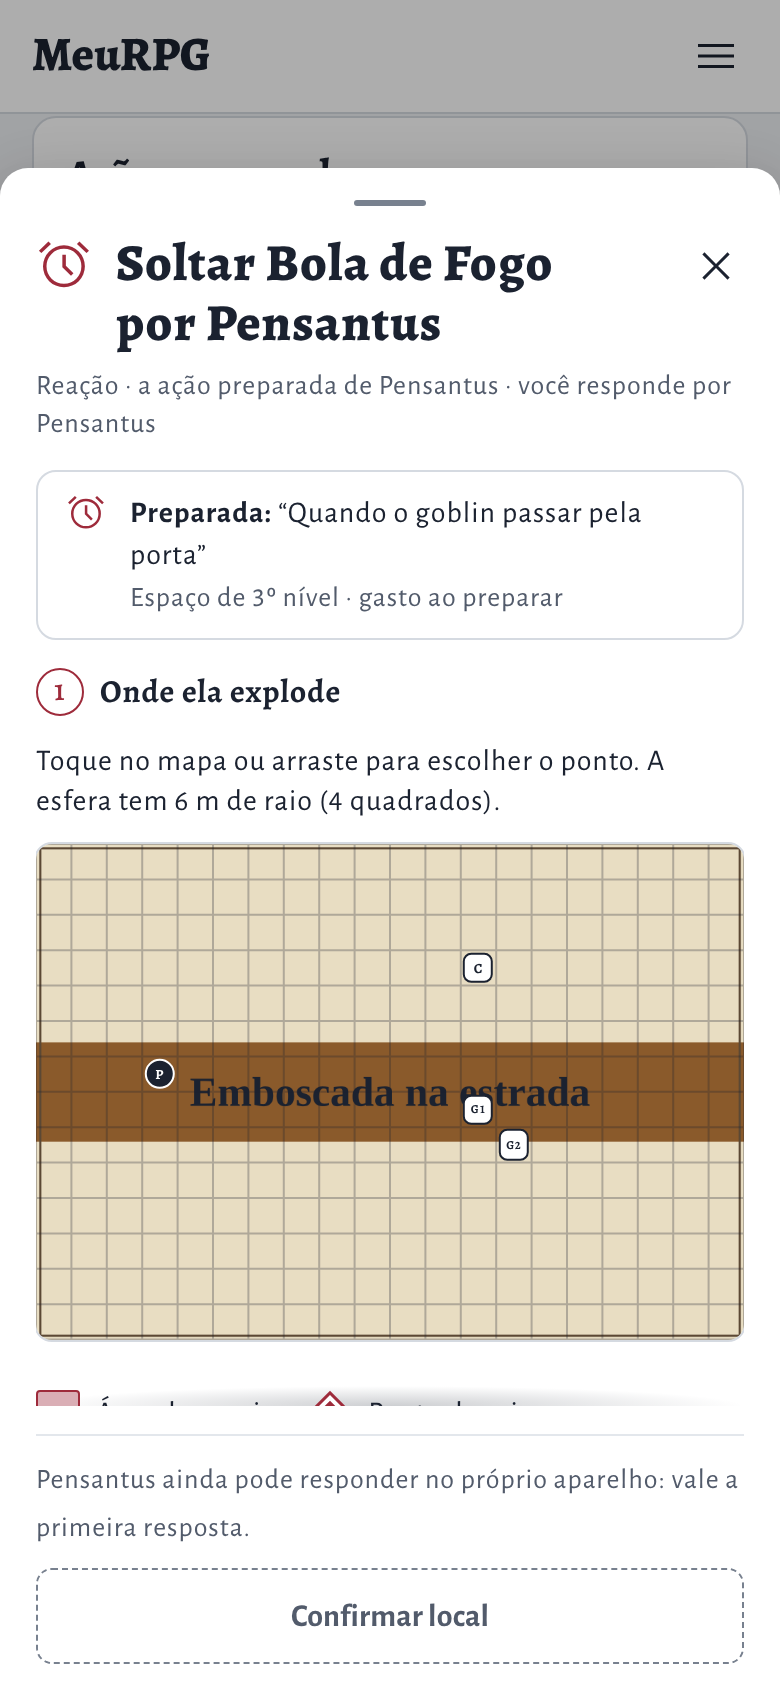 MeuRPG
Soltar Bola de Fogo
por Pensantus
Reação · a ação preparada de Pensantus · você responde por
Pensantus
Preparada: “Quando o goblin passar pela
porta”
Espaço de 3º nível · gasto ao preparar
1 Onde ela explode
Toque no mapa ou arraste para escolher o ponto. A
esfera tem 6 m de raio (4 quadrados).
C
P
Emboscada na estrada
G1
G2
Pensantus ainda pode responder no próprio aparelho: vale a
primeira resposta.
Confirmar local